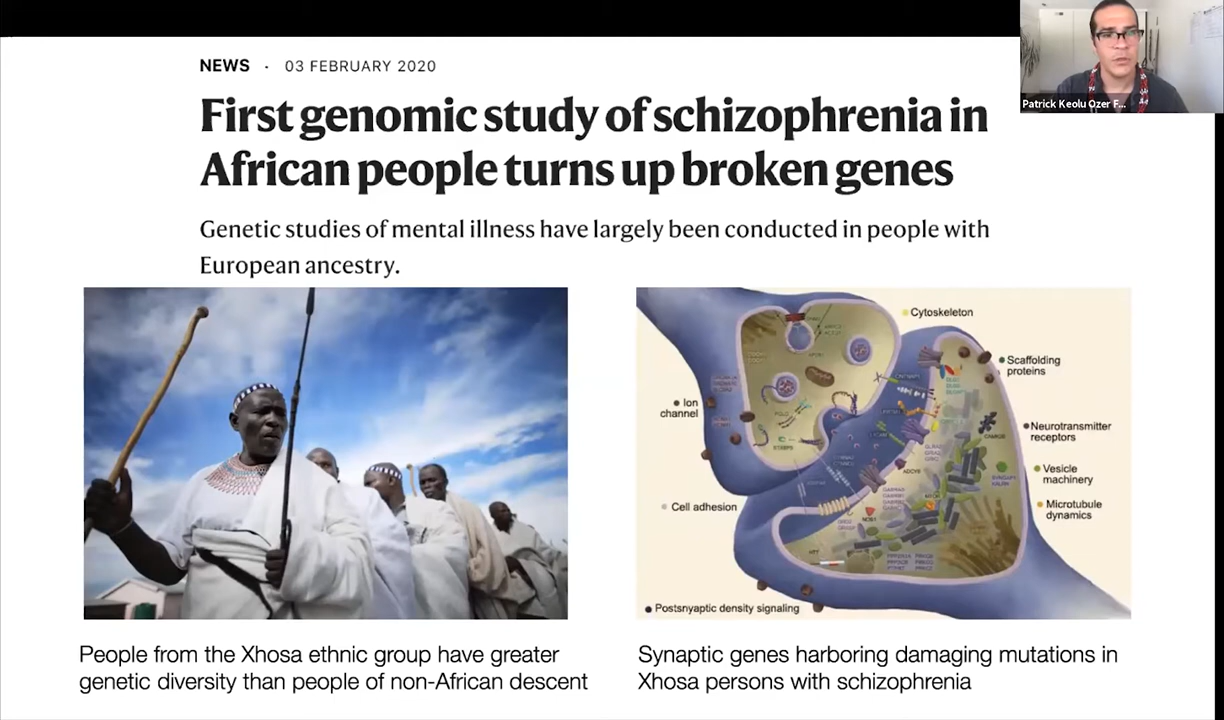 Patrick Keolu Ozer F...
NEWS · 03 FEBRUARY 2020
First genomic study of schizophrenia in
African people turns up broken genes
Genetic studies of mental illness have largely been conducted in people with
European ancestry.
Cytoskeleton
Scaffolding
proteins
Ion
channel
Neurotransmitter
receptors
Vesicle
machinery
Cell adhesion
Microtubule
dynamics
NOS1
Postsnyaptic density signaling
People from the Xhosa ethnic group have greater
genetic diversity than people of non-African descent
Synaptic genes harboring damaging mutations in
Xhosa persons with schizophrenia